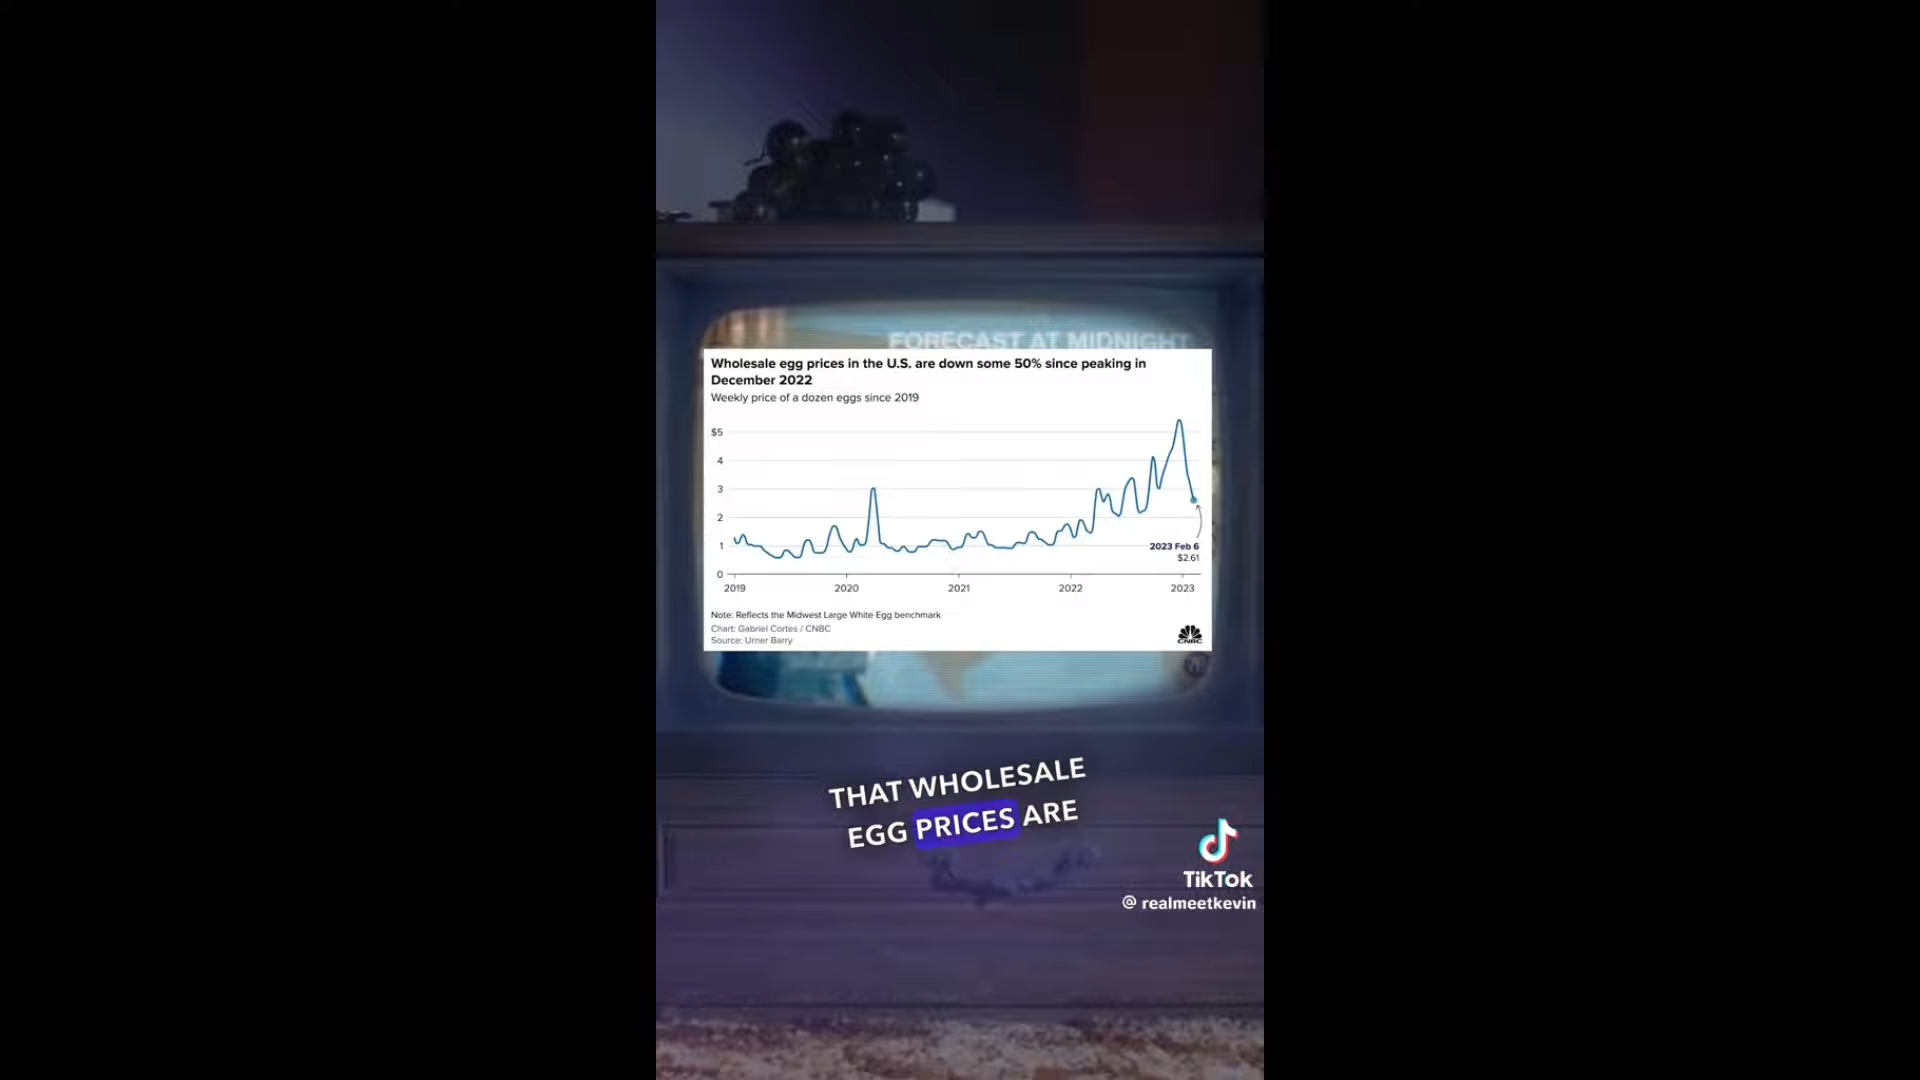 FORECAST AT MIDNIGHT
Wholesale egg prices in the U.S. are down some 50% since peaking in
December 2022
Weekly price of a dozen eggs since 2019
$5
4
3
2
1
0
2019 2020 2021 2022 2023
2023 Feb 6
$2.61
Note: Reflects the Midwest Large White Egg benchmark
Chart: Gabriel Cortes / CNBC
Source: Urner Barry
CNBC
THAT WHOLESALE
EGG PRICES ARE
TikTok
@ realmeetkevin